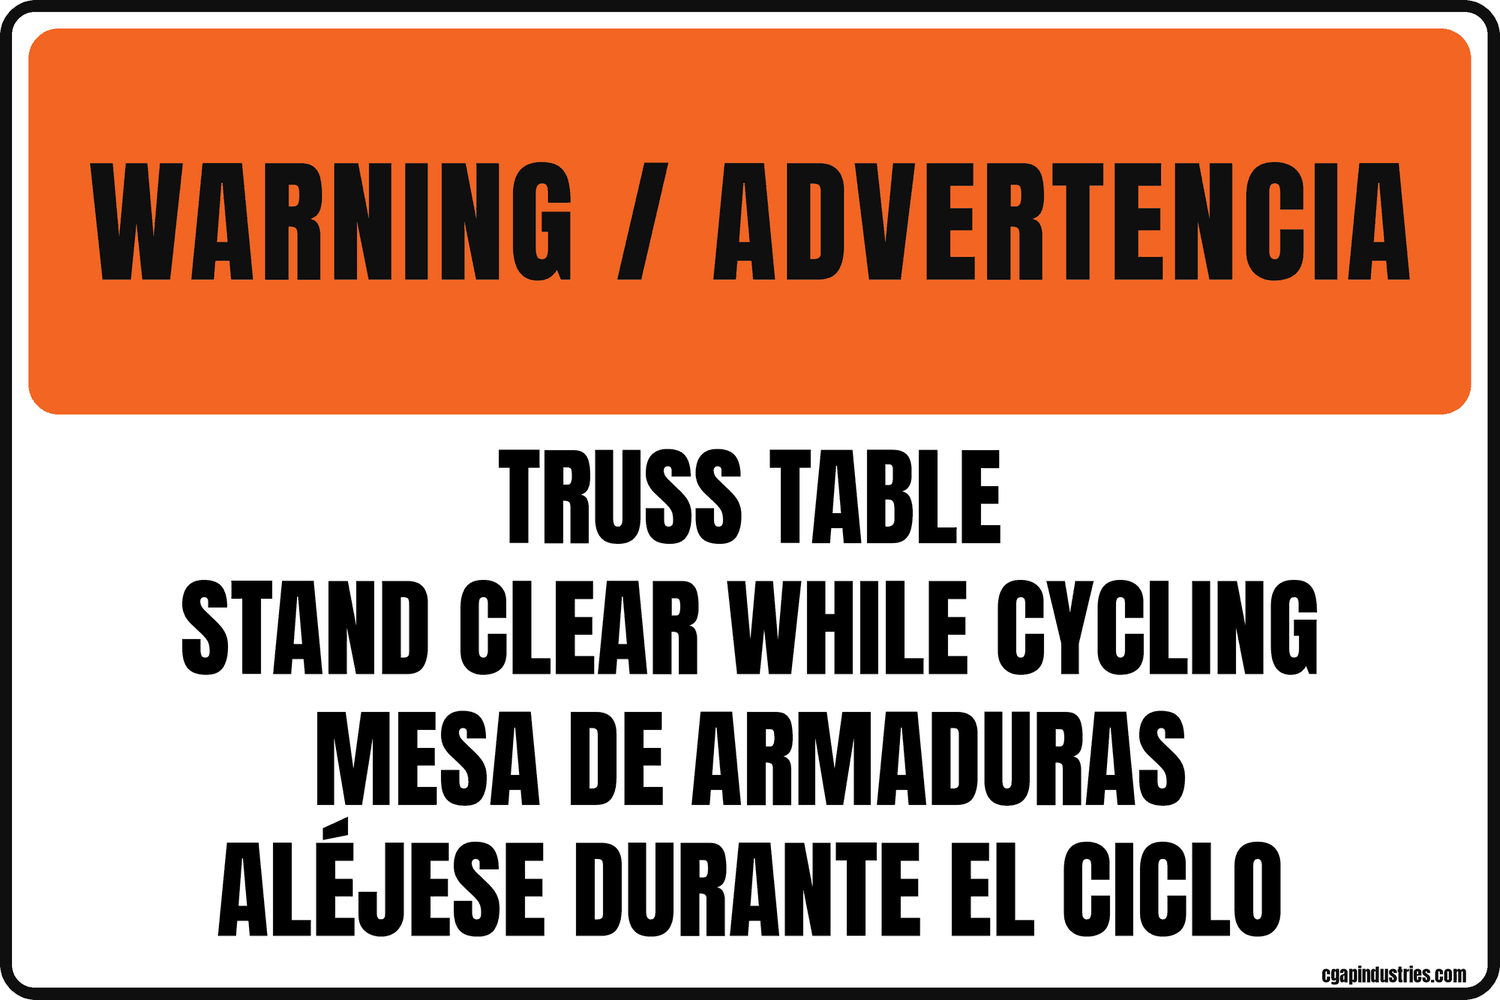 WARNING / ADVERTENCIA
TRUSS TABLE
STAND CLEAR WHILE CYCLING
MESA DE ARMADURAS
ALÉJESE DURANTE EL CICLO
cgapindustries.com